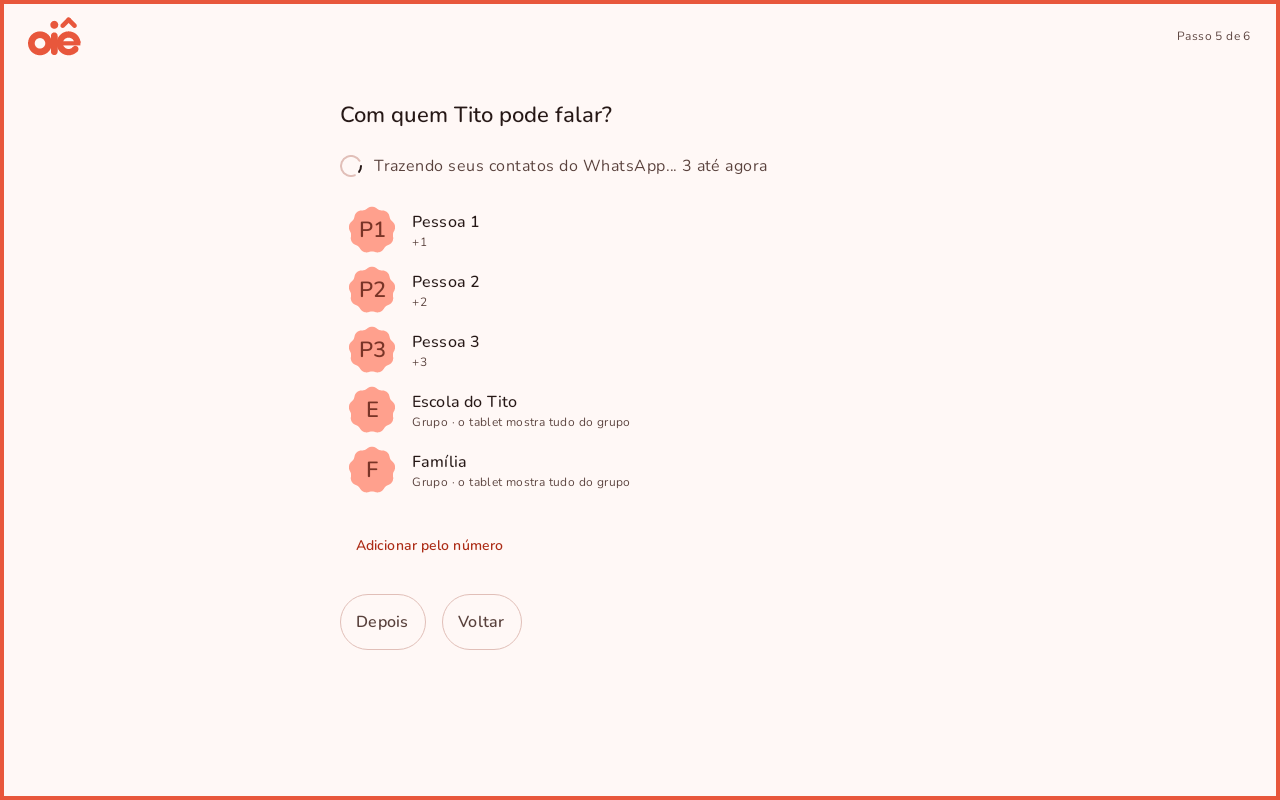 oiê
Passo 5 de 6
Com quem Tito pode falar?
Trazendo seus contatos do WhatsApp... 3 até agora
P1
Pessoa 1
+1
P2
Pessoa 2
+2
P3
Pessoa 3
+3
E
Escola do Tito
Grupo · o tablet mostra tudo do grupo
F
Família
Grupo · o tablet mostra tudo do grupo
Adicionar pelo número
Depois
Voltar